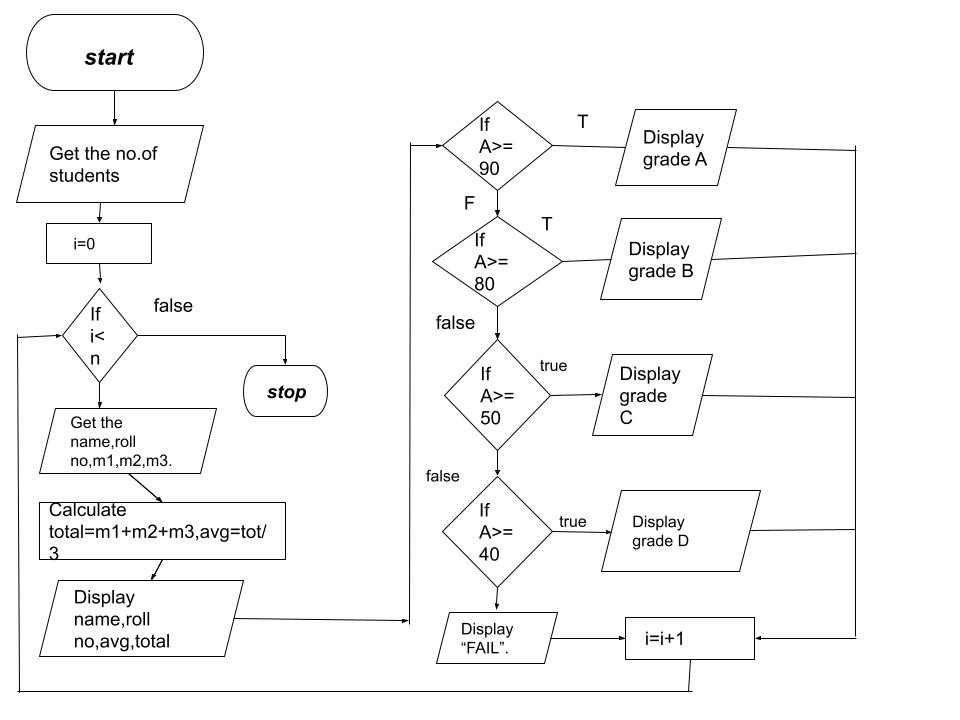 start
Get the no.of
students
i=0
If
i<
n
false
stop
Get the
name,roll
no,m1,m2,m3.
Calculate
total=m1+m2+m3,avg=tot/
3
Display
name,roll
no,avg,total
If
A>=
90
T
Display
grade A
F
If
A>=
80
T
Display
grade B
false
If
A>=
50
true
Display
grade
C
false
If
A>=
40
true
Display
grade D
Display
“FAIL”.
i=i+1